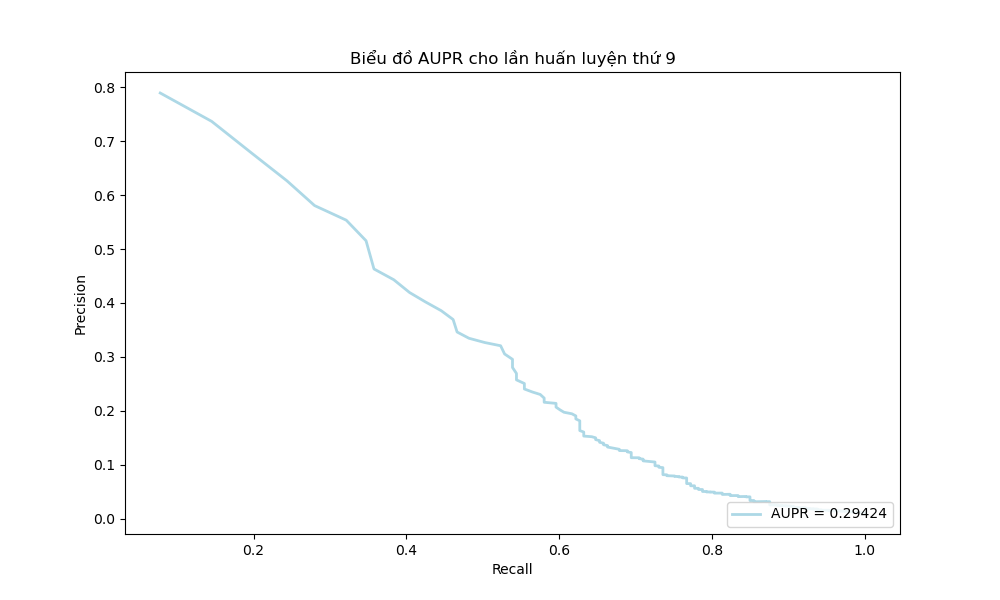 Biểu đồ AUPR cho lần huấn luyện thứ 9
0.8
0.7
0.6
0.5
0.4
0.3
0.2
0.1
0.0
Precision
AUPR = 0.29424
0.2 0.4 0.6 0.8 1.0
Recall